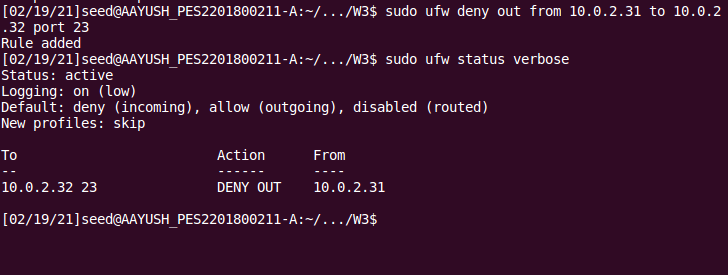 [02/19/21]seed@AAYUSH_PES2201800211-A:~/.../W3$ sudo ufw deny out from 10.0.2.31 to 10.0.2
.32 port 23
Rule added
[02/19/21]seed@AAYUSH_PES2201800211-A:~/.../W3$ sudo ufw status verbose
Status: active
Logging: on (low)
Default: deny (incoming), allow (outgoing), disabled (routed)
New profiles: skip
To                         Action      From
--                         ------      ----
10.0.2.32 23               DENY OUT    10.0.2.31
[02/19/21]seed@AAYUSH_PES2201800211-A:~/.../W3$